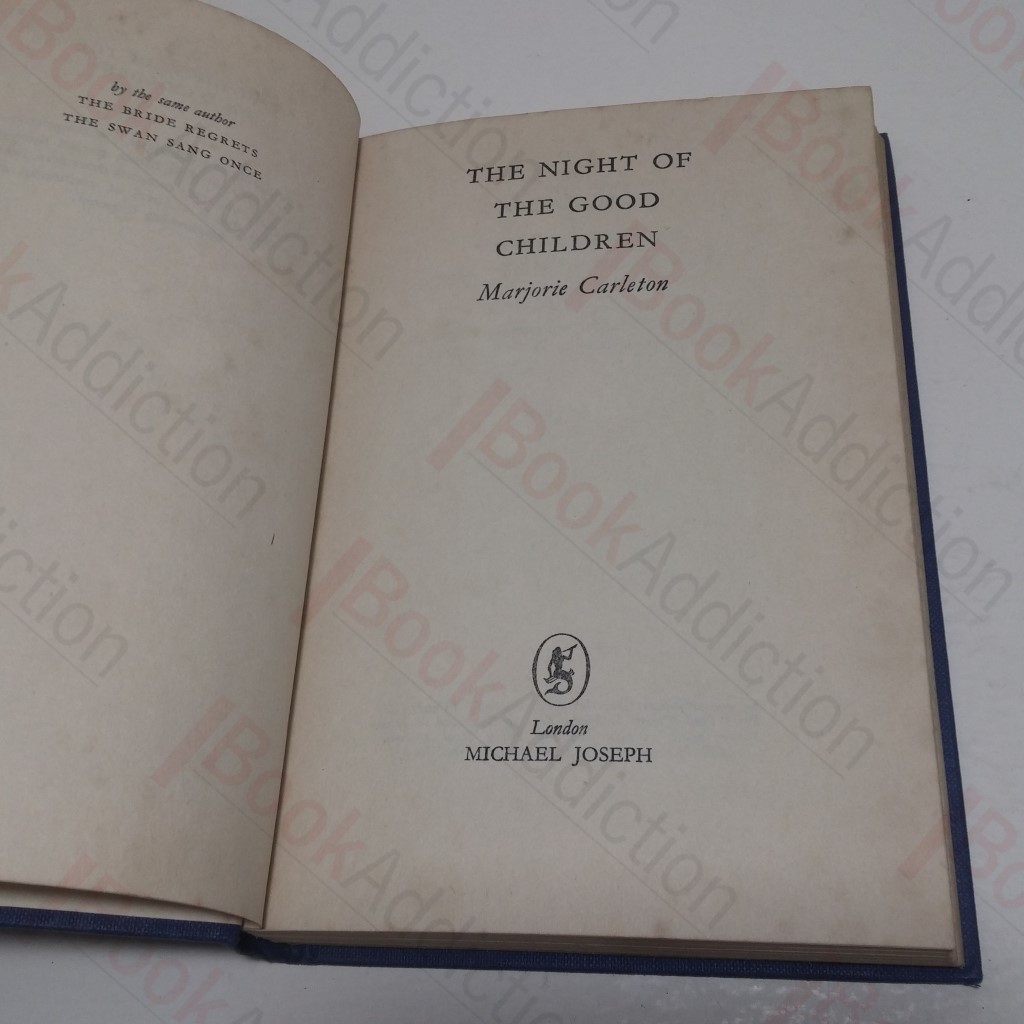 by the same author
THE BRIDE REGRETS
THE SWAN SANG ONCE
THE NIGHT OF
THE GOOD
CHILDREN
Marjorie Carleton
London
MICHAEL JOSEPH
BookAddiction